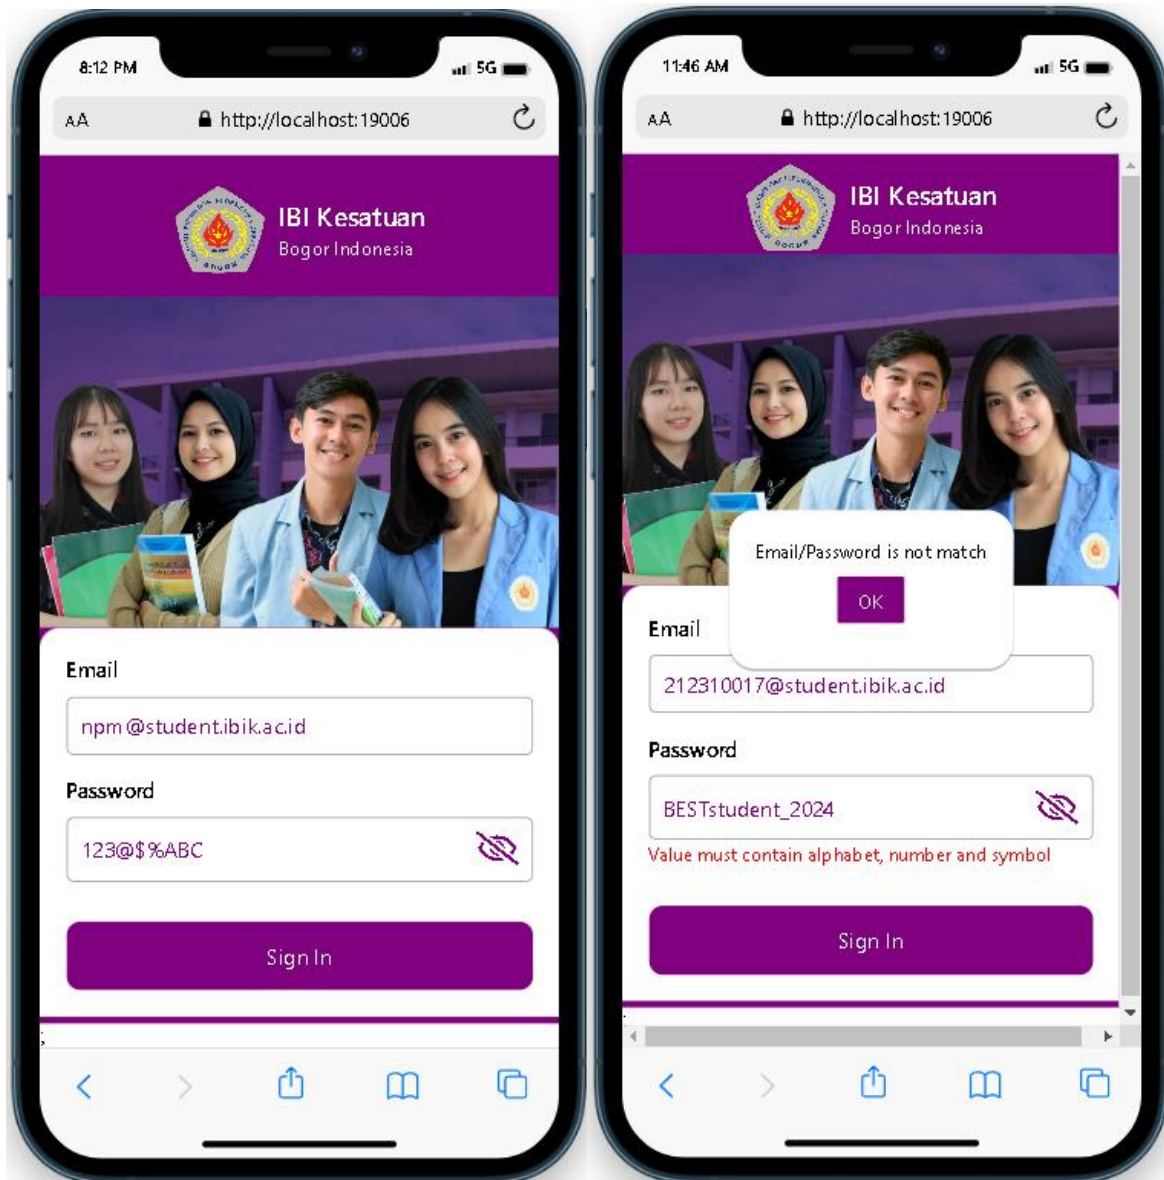 8:12 PM
5G
AA
http://localhost:19006
IBI Kesatuan
Bogor Indonesia
BOGOR
Email
npm@student.ibik.ac.id
Password
123@$%ABC
Sign In
;
11:46 AM
5G
AA
http://localhost:19006
IBI Kesatuan
Bogor Indonesia
BOGOR
Email/Password is not match
OK
Email
212310017@student.ibik.ac.id
Password
BESTstudent_2024
Value must contain alphabet, number and symbol
Sign In